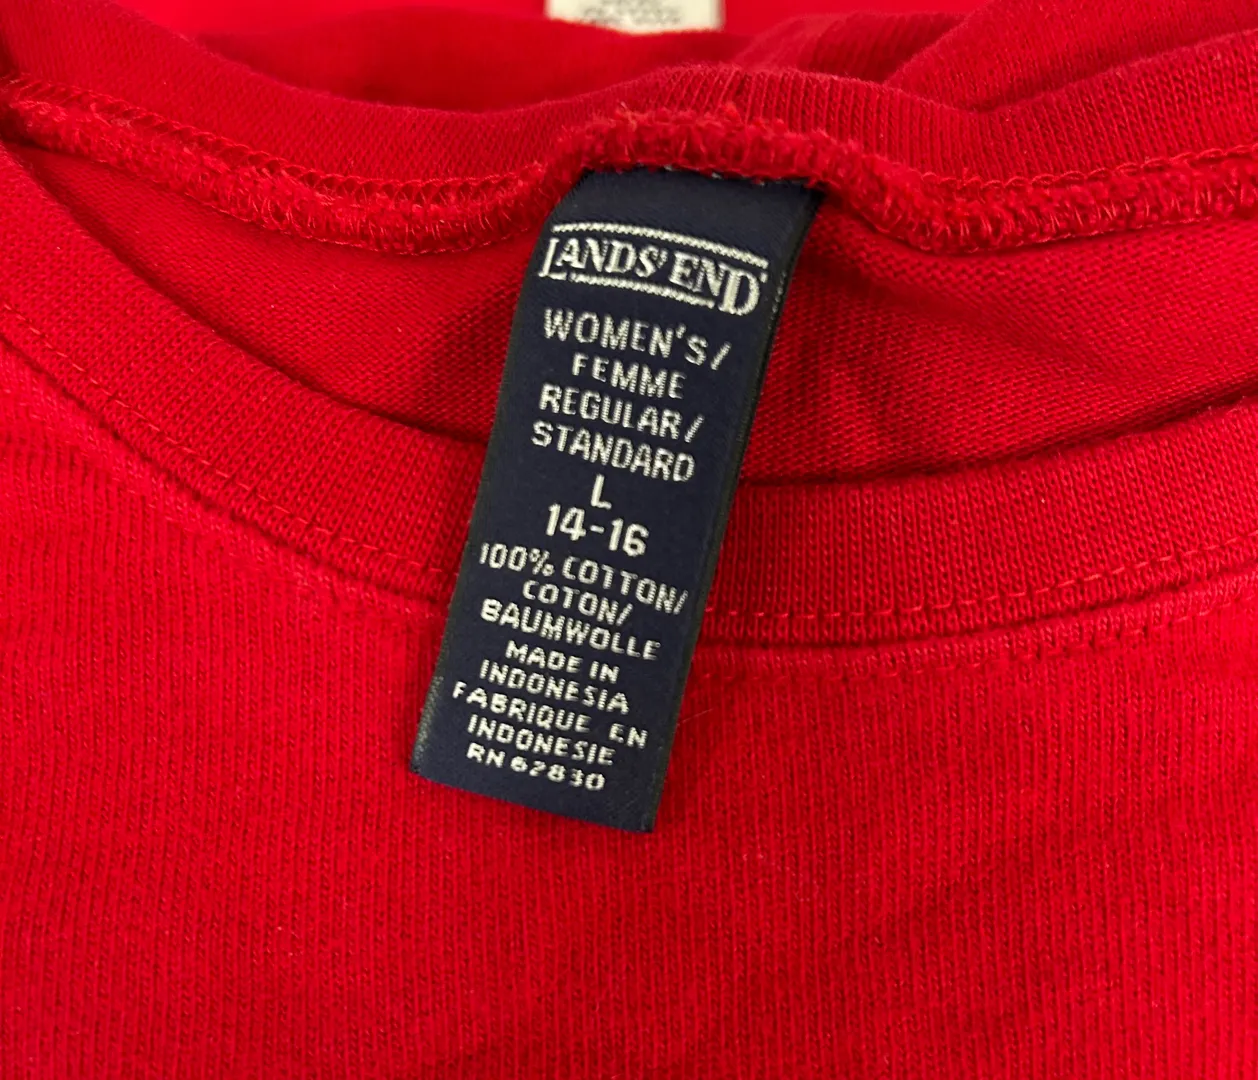 LANDS' END
WOMEN'S/
FEMME
REGULAR/
STANDARD
L
14-16
100% COTTON/
COTON/
BAUMWOLLE
MADE IN
INDONESIA
FABRIQUE EN
INDONESIE
RN 62830